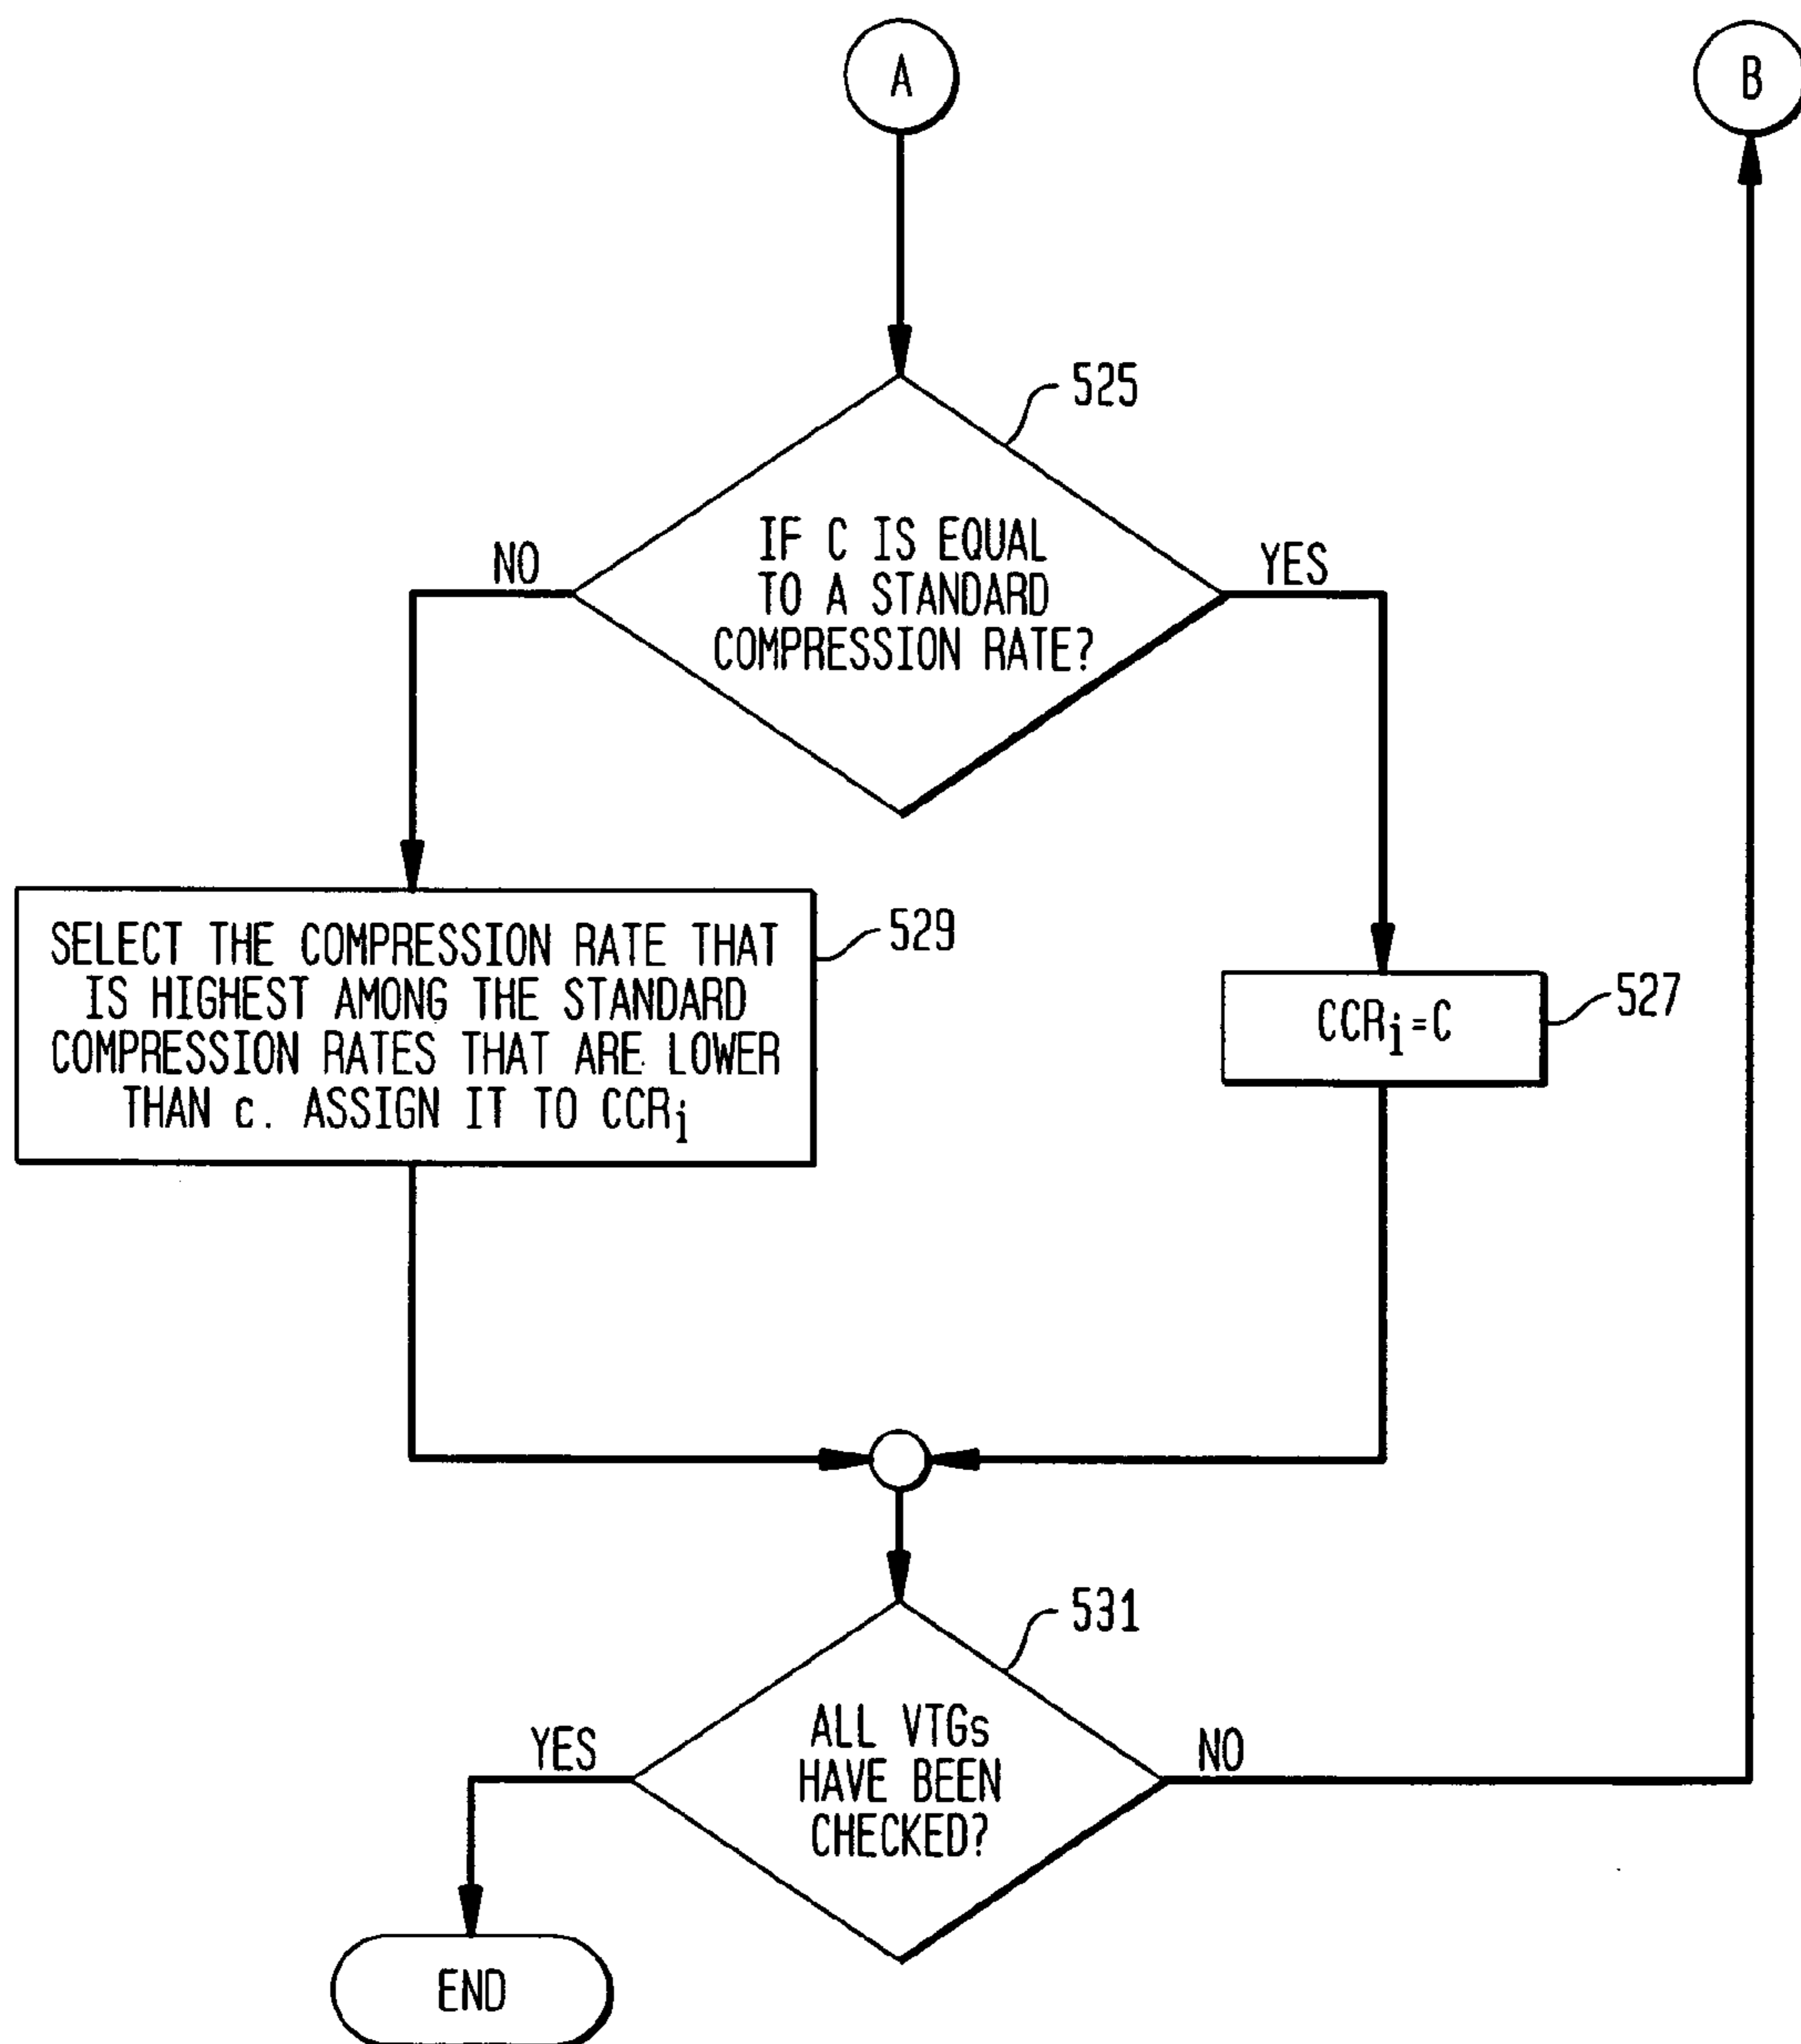 A
B
525
IF C IS EQUAL
TO A STANDARD
COMPRESSION RATE?
NO
YES
SELECT THE COMPRESSION RATE THAT
IS HIGHEST AMONG THE STANDARD
COMPRESSION RATES THAT ARE LOWER
THAN c. ASSIGN IT TO CCRi
529
CCRi=C
527
531
ALL VTGs
HAVE BEEN
CHECKED?
YES
NO
END